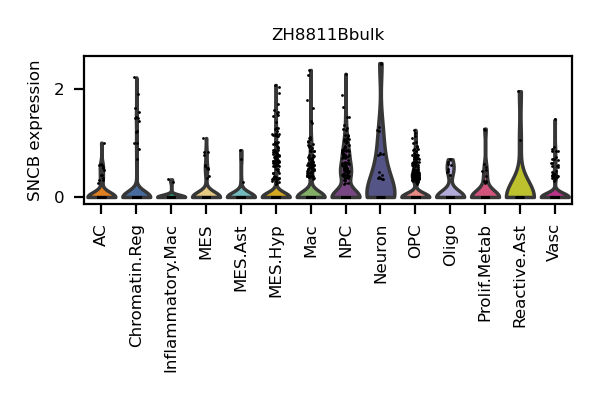 ZH8811Bbulk
SNCB expression
2
0
AC
Chromatin.Reg
Inflammatory.Mac
MES
MES.Ast
MES.Hyp
Mac
NPC
Neuron
OPC
Oligo
Prolif.Metab
Reactive.Ast
Vasc